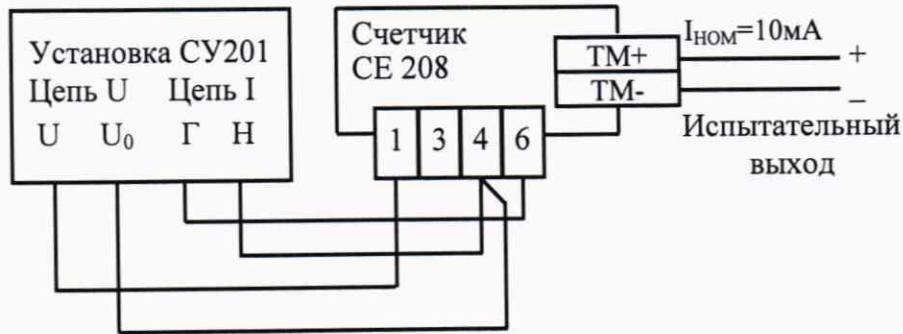 Установка СУ201
Цепь U Цепь I
U U₀ Г Н
Счетчик
СЕ 208
1 3 4 6
ТМ+
ТМ-
Iном=10мА
+
–
Испытательный
выход